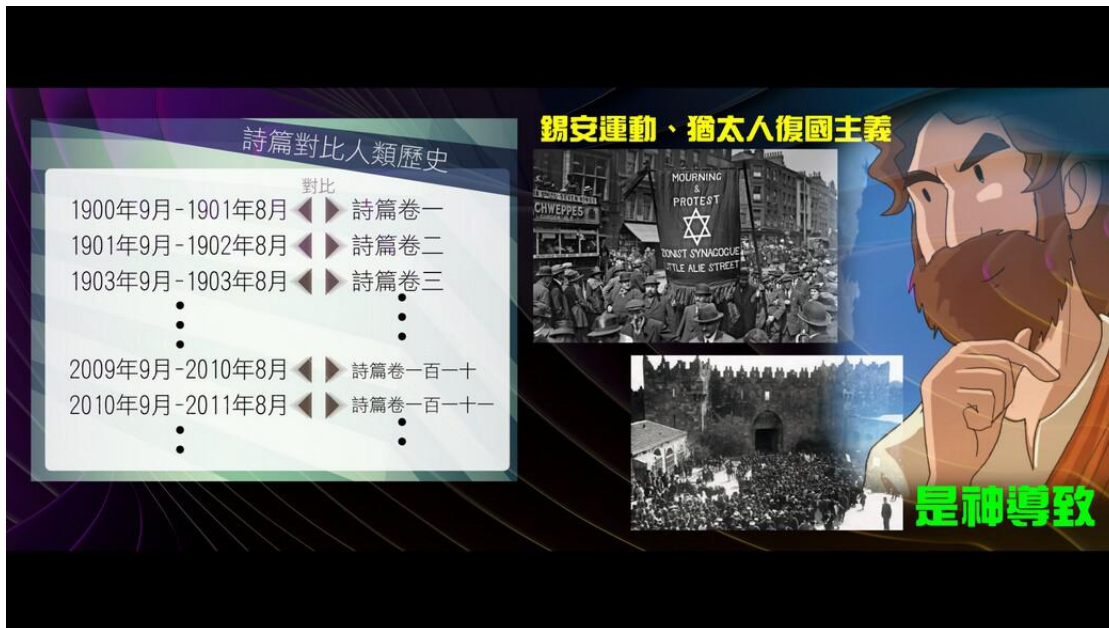 詩篇對比人類歷史
對比
1900年9月-1901年8月 詩篇卷一
1901年9月-1902年8月 詩篇卷二
1903年9月-1903年8月 詩篇卷三
2009年9月-2010年8月 詩篇卷一百一十
2010年9月-2011年8月 詩篇卷一百一十一
錫安運動、猶太人復國主義
CHWEPPES
MOURNING
&
PROTEST
ZIONIST SYNAGOGUE
TTLE ALIE STREET
是神導致